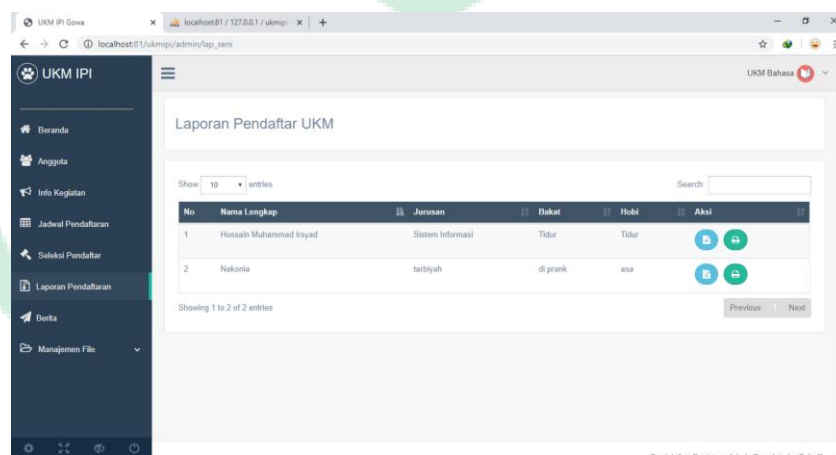 UKM IPI Gowa
localhost:81 / 127.0.0.1 / ukmipi
localhost:81/ukmipi/admin/lap_seni
UKM IPI
UKM Bahasa
Beranda
Anggota
Info Kegiatan
Jadwal Pendaftaran
Seleksi Pendaftar
Laporan Pendaftaran
Berita
Manajemen File
Laporan Pendaftar UKM
Show 10 entries
Search:
No Nama Lengkap Jurusan Bakat Hobi Aksi
1 Hussain Muhammad Irsyad Sistem Informasi Tidur Tidur
2 Nekonia tarbiyah di prank asa
Showing 1 to 2 of 2 entries
Previous 1 Next